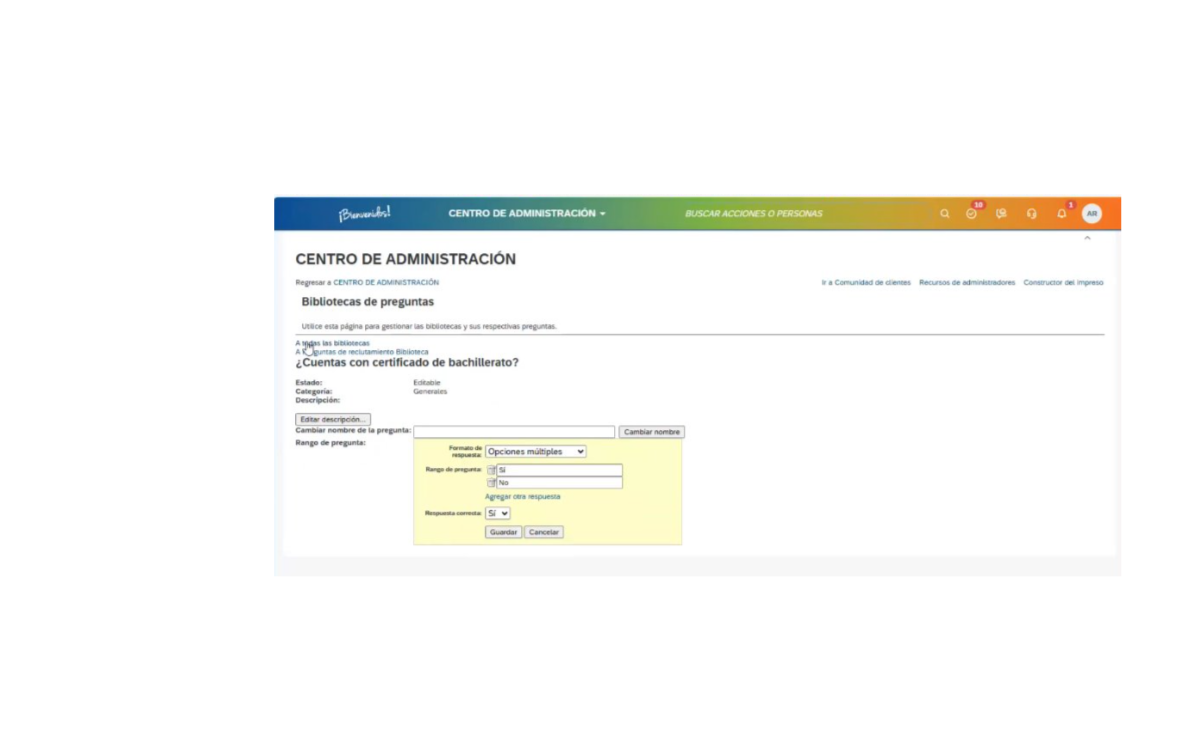 ¡Bienvenidos!
CENTRO DE ADMINISTRACIÓN
BUSCAR ACCIONES O PERSONAS
18
1
AR
CENTRO DE ADMINISTRACIÓN
Regresar a CENTRO DE ADMINISTRACIÓN
Ir a Comunidad de clientes Recursos de administradores Constructor del impreso
Bibliotecas de preguntas
Utilice esta página para gestionar las bibliotecas y sus respectivas preguntas.
A todas las bibliotecas
A Preguntas de reclutamiento Biblioteca
¿Cuentas con certificado de bachillerato?
Estado: Editable
Categoría: Generales
Descripción:
Editar descripción...
Cambiar nombre de la pregunta: Cambiar nombre
Rango de pregunta:
Formato de
respuesta: Opciones múltiples
Rango de pregunta: Sí
No
Agregar otra respuesta
Respuesta correcta: Sí
Guardar Cancelar